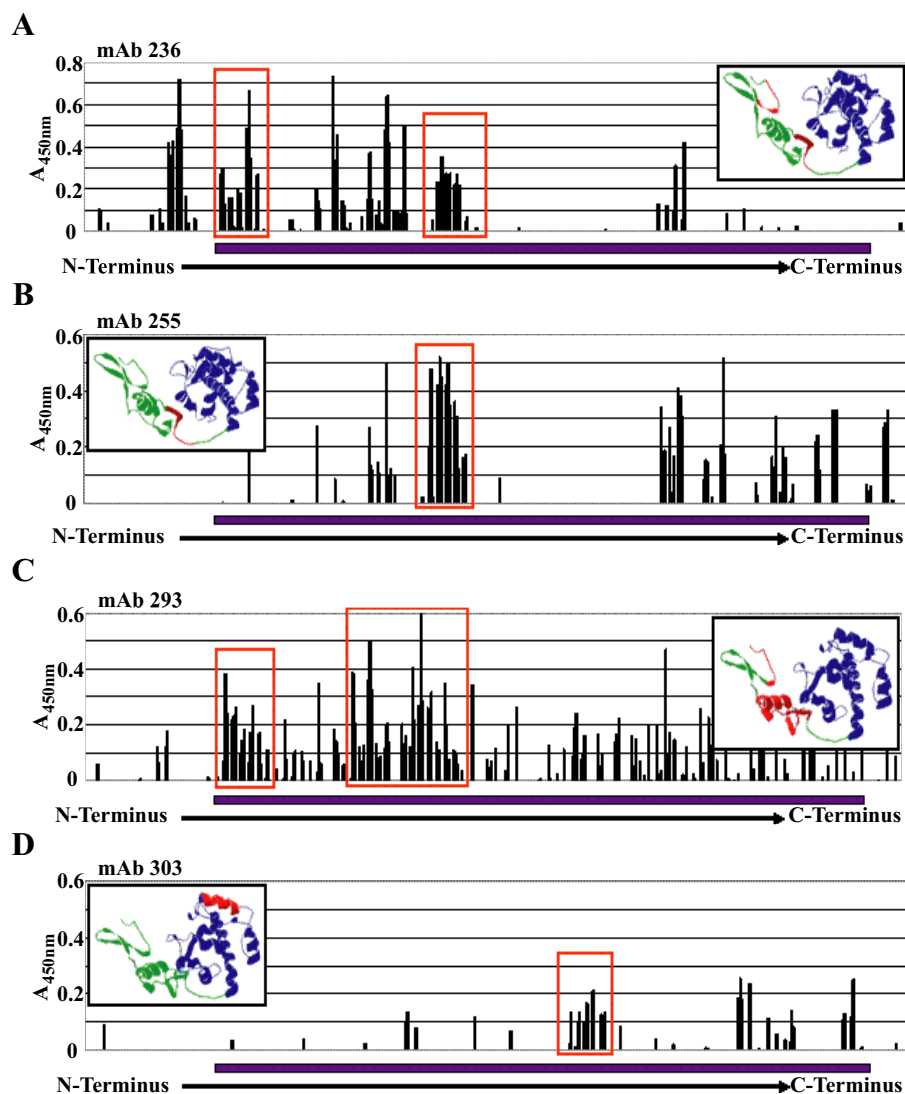 A
mAb 236
0.8
0.6
0.4
0.2
0
A450nm
N-Terminus C-Terminus
B
mAb 255
0.6
0.4
0.2
0
A450nm
N-Terminus C-Terminus
C
mAb 293
0.6
0.4
0.2
0
A450nm
N-Terminus C-Terminus
D
mAb 303
0.6
0.4
0.2
0
A450nm
N-Terminus C-Terminus